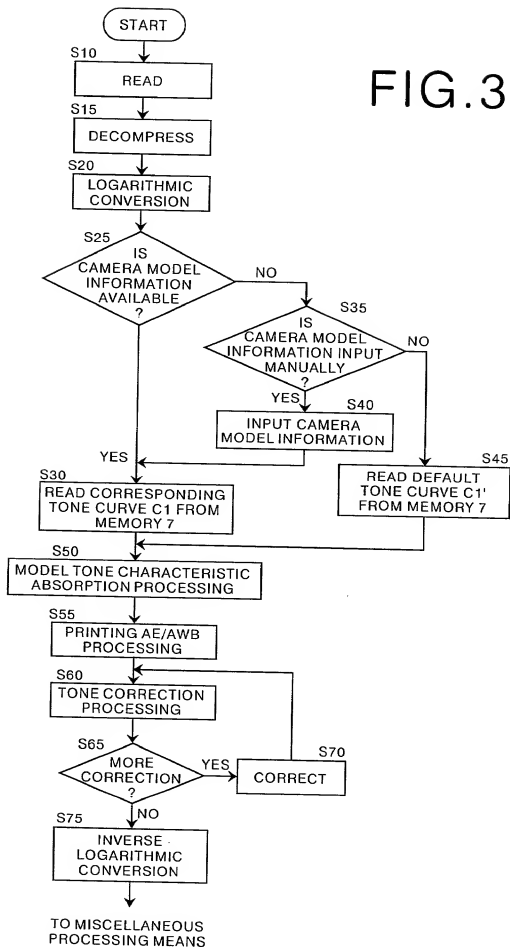 START
FIG.3
S10
READ
S15
DECOMPRESS
S20
LOGARITHMIC
CONVERSION
S25
IS
CAMERA MODEL
INFORMATION
AVAILABLE
?
NO
S35
IS
CAMERA MODEL
INFORMATION INPUT
MANUALLY
?
NO
YES
S40
INPUT CAMERA
MODEL INFORMATION
YES
S30
READ CORRESPONDING
TONE CURVE C1 FROM
MEMORY 7
S45
READ DEFAULT
TONE CURVE C1'
FROM MEMORY 7
S50
MODEL TONE CHARACTERISTIC
ABSORPTION PROCESSING
S55
PRINTING AE/AWB
PROCESSING
S60
TONE CORRECTION
PROCESSING
S65
MORE
CORRECTION
?
YES
S70
CORRECT
NO
S75
INVERSE
LOGARITHMIC
CONVERSION
TO MISCELLANEOUS
PROCESSING MEANS